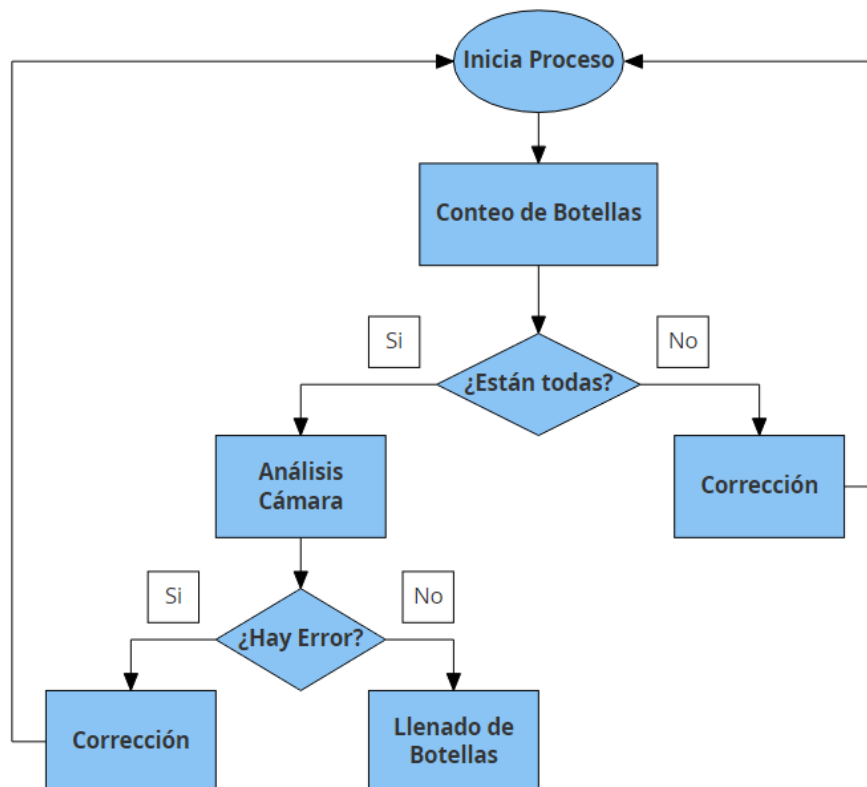 Inicia Proceso
Conteo de Botellas
Si
No
¿Están todas?
Análisis
Cámara
Corrección
Si
No
¿Hay Error?
Corrección
Llenado de
Botellas